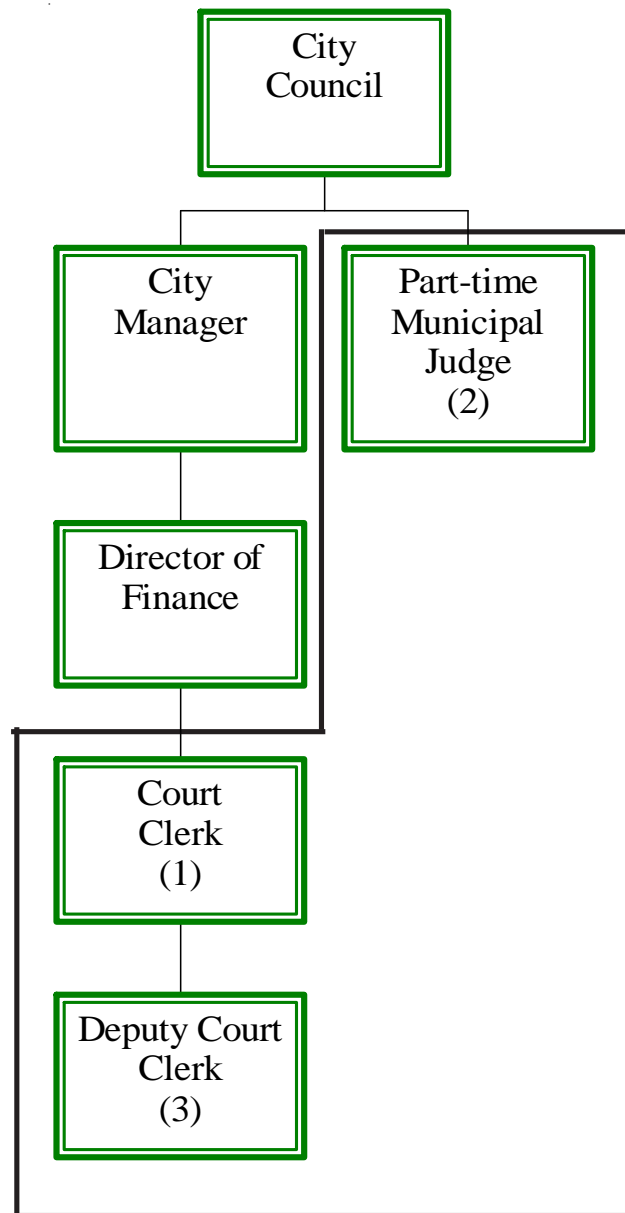 City
Council
City
Manager
Part-time
Municipal
Judge
(2)
Director of
Finance
Court
Clerk
(1)
Deputy Court
Clerk
(3)